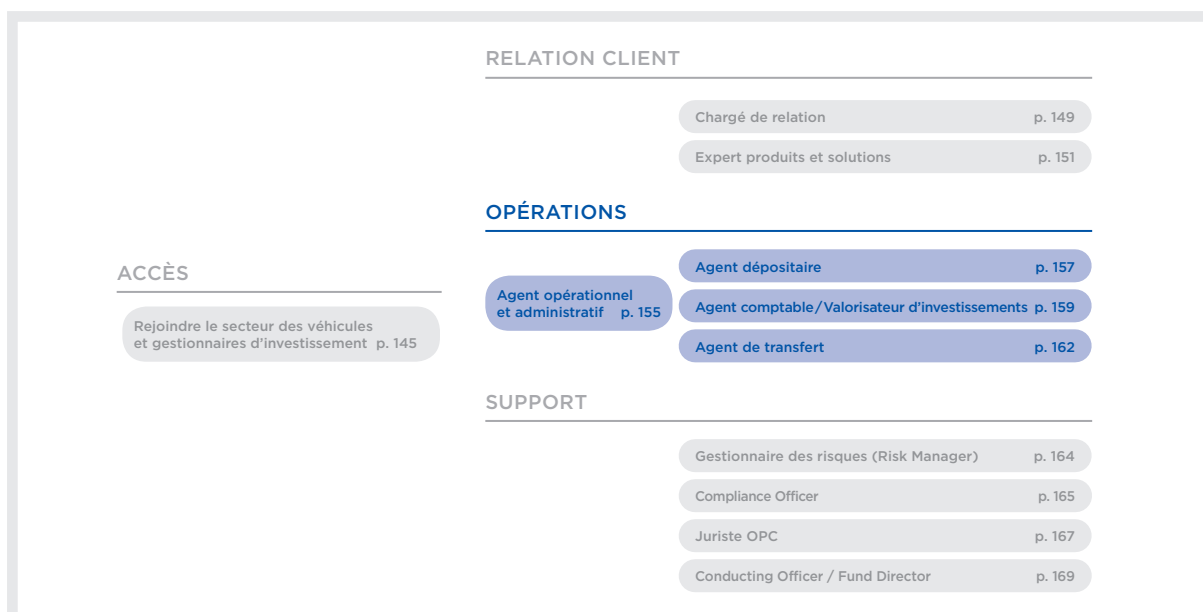 RELATION CLIENT
Chargé de relation p. 149
Expert produits et solutions p. 151
OPÉRATIONS
Agent dépositaire p. 157
Agent opérationnel
et administratif p. 155
Agent comptable/Valorisateur d'investissements p. 159
Agent de transfert p. 162
ACCÈS
Rejoindre le secteur des véhicules
et gestionnaires d'investissement p. 145
SUPPORT
Gestionnaire des risques (Risk Manager) p. 164
Compliance Officer p. 165
Juriste OPC p. 167
Conducting Officer / Fund Director p. 169